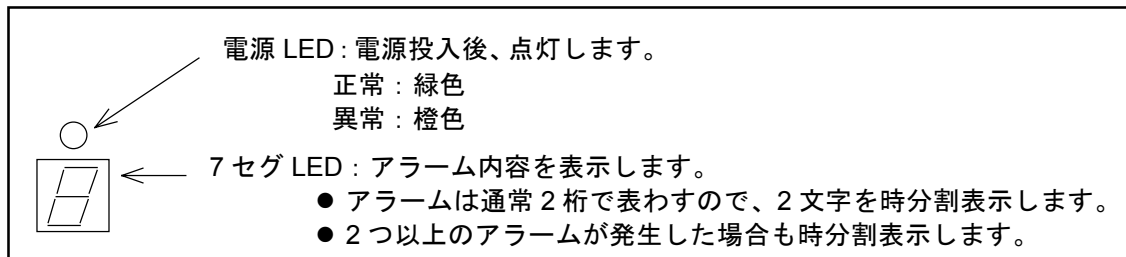 電源 LED：電源投入後、点灯します。
正常：緑色
異常：橙色
7 セグ LED：アラーム内容を表示します。
● アラームは通常 2 桁で表わすので、2 文字を時分割表示します。
● 2 つ以上のアラームが発生した場合も時分割表示します。